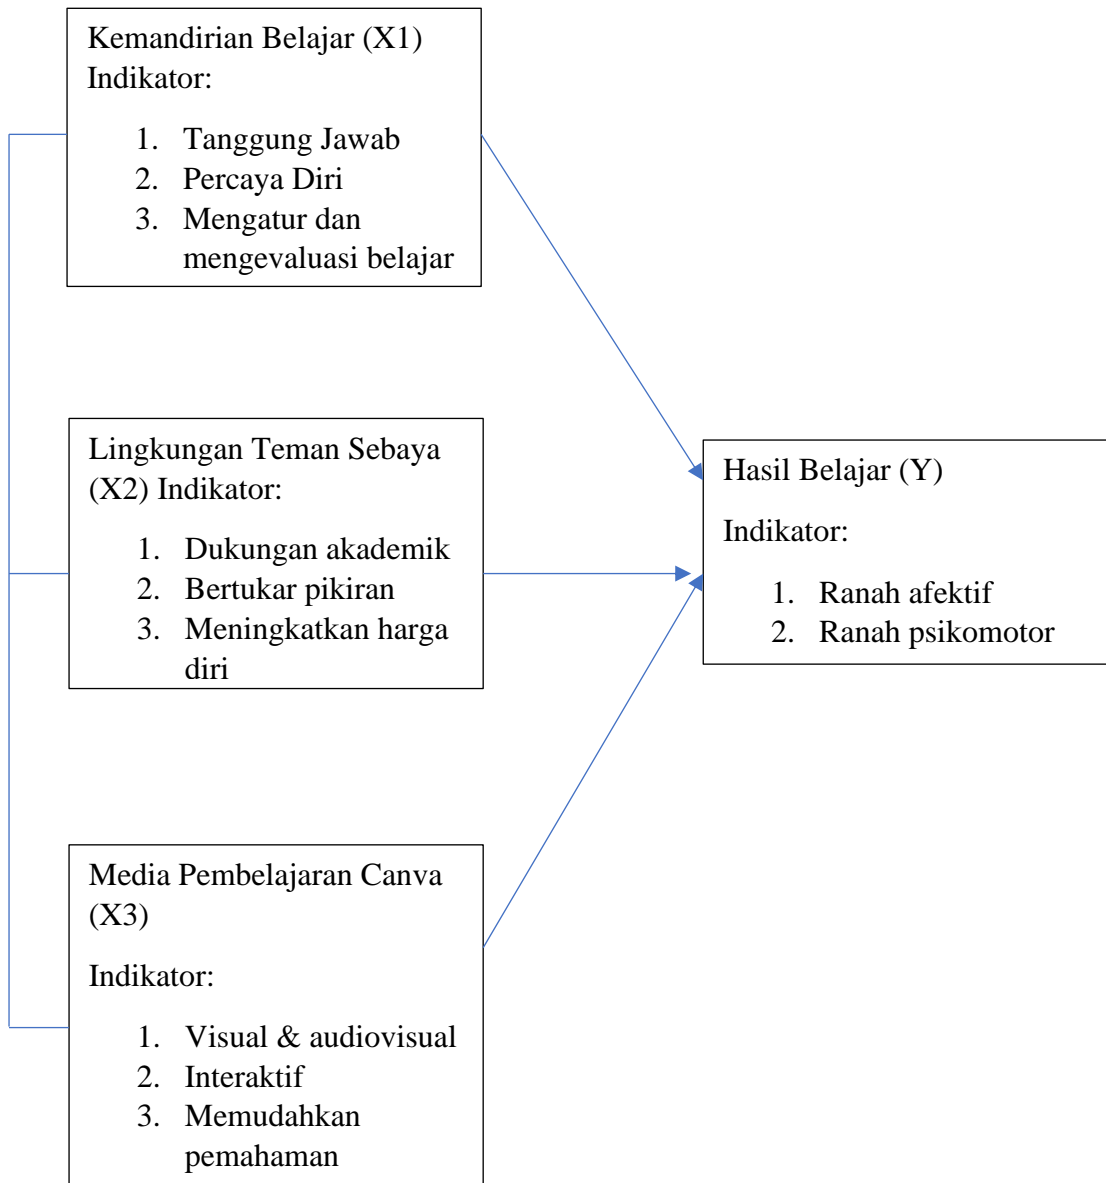 Kemandirian Belajar (X1)
Indikator:
1. Tanggung Jawab
2. Percaya Diri
3. Mengatur dan
mengevaluasi belajar
Lingkungan Teman Sebaya
(X2) Indikator:
1. Dukungan akademik
2. Bertukar pikiran
3. Meningkatkan harga
diri
Media Pembelajaran Canva
(X3)
Indikator:
1. Visual & audiovisual
2. Interaktif
3. Memudahkan
pemahaman
Hasil Belajar (Y)
Indikator:
1. Ranah afektif
2. Ranah psikomotor